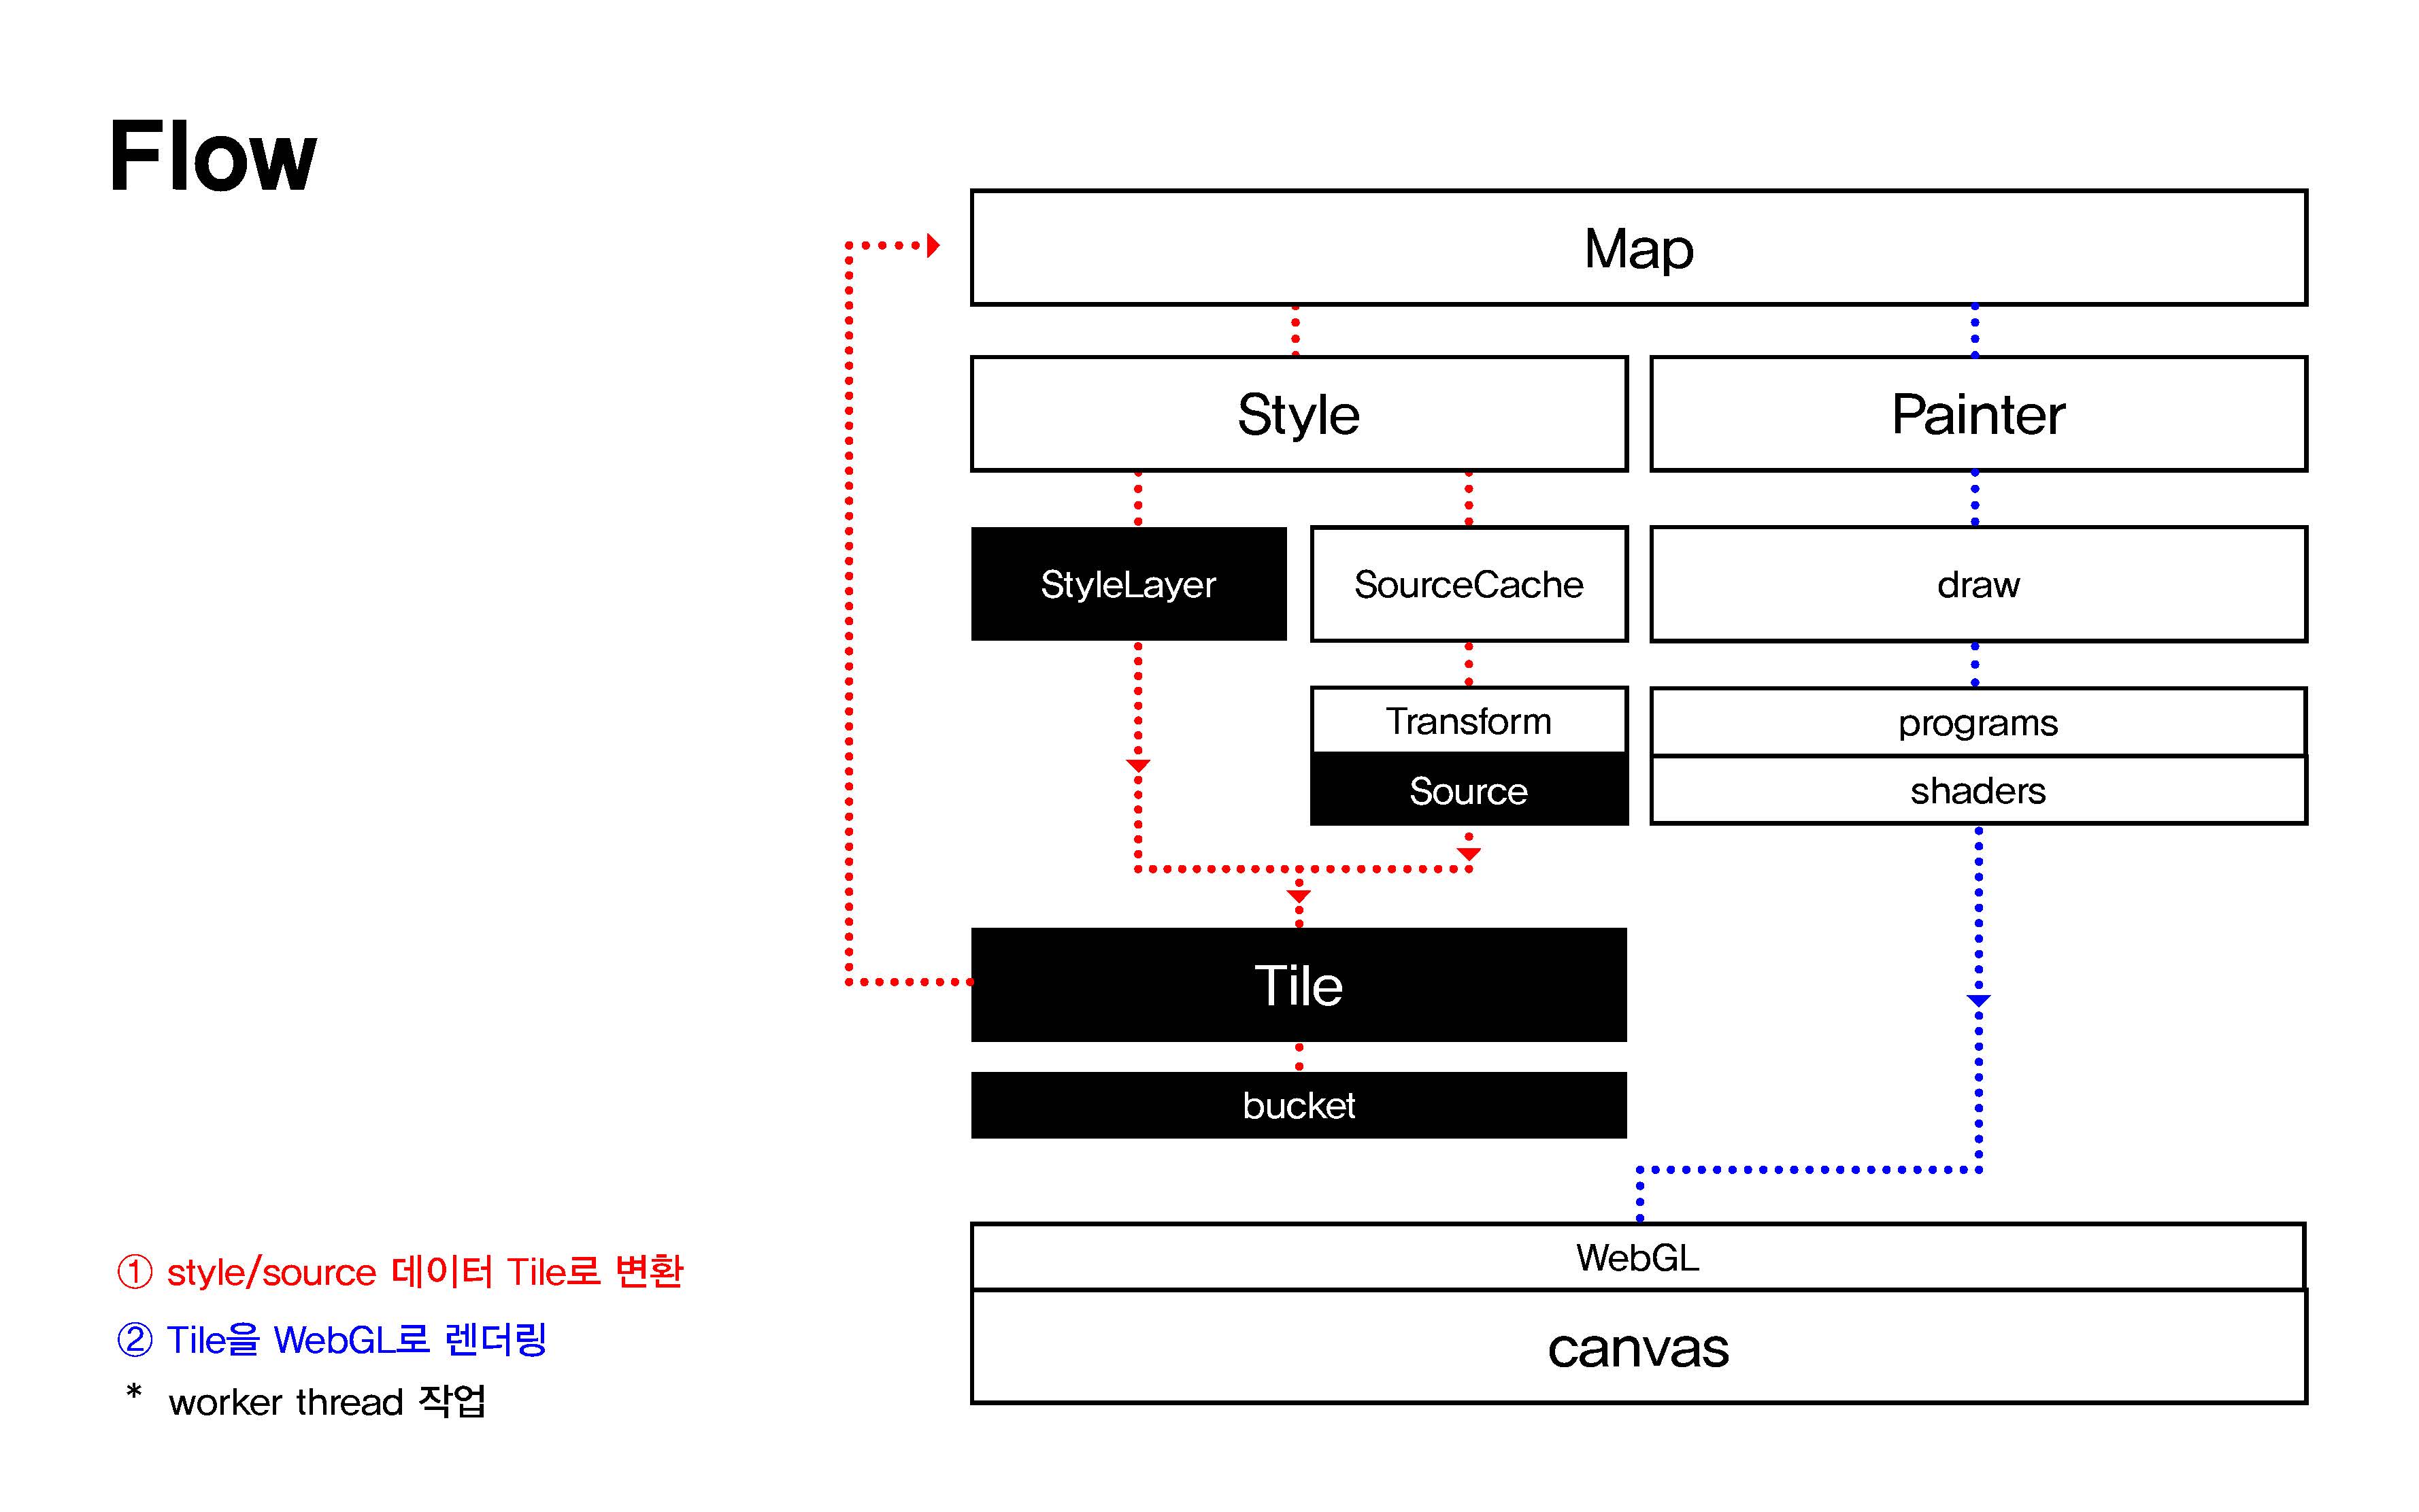 Flow
Map
Style
Painter
StyleLayer
SourceCache
draw
Transform
programs
Source
shaders
Tile
bucket
WebGL
canvas
① style/source 데이터 Tile로 변환
② Tile을 WebGL로 렌더링
* worker thread 작업